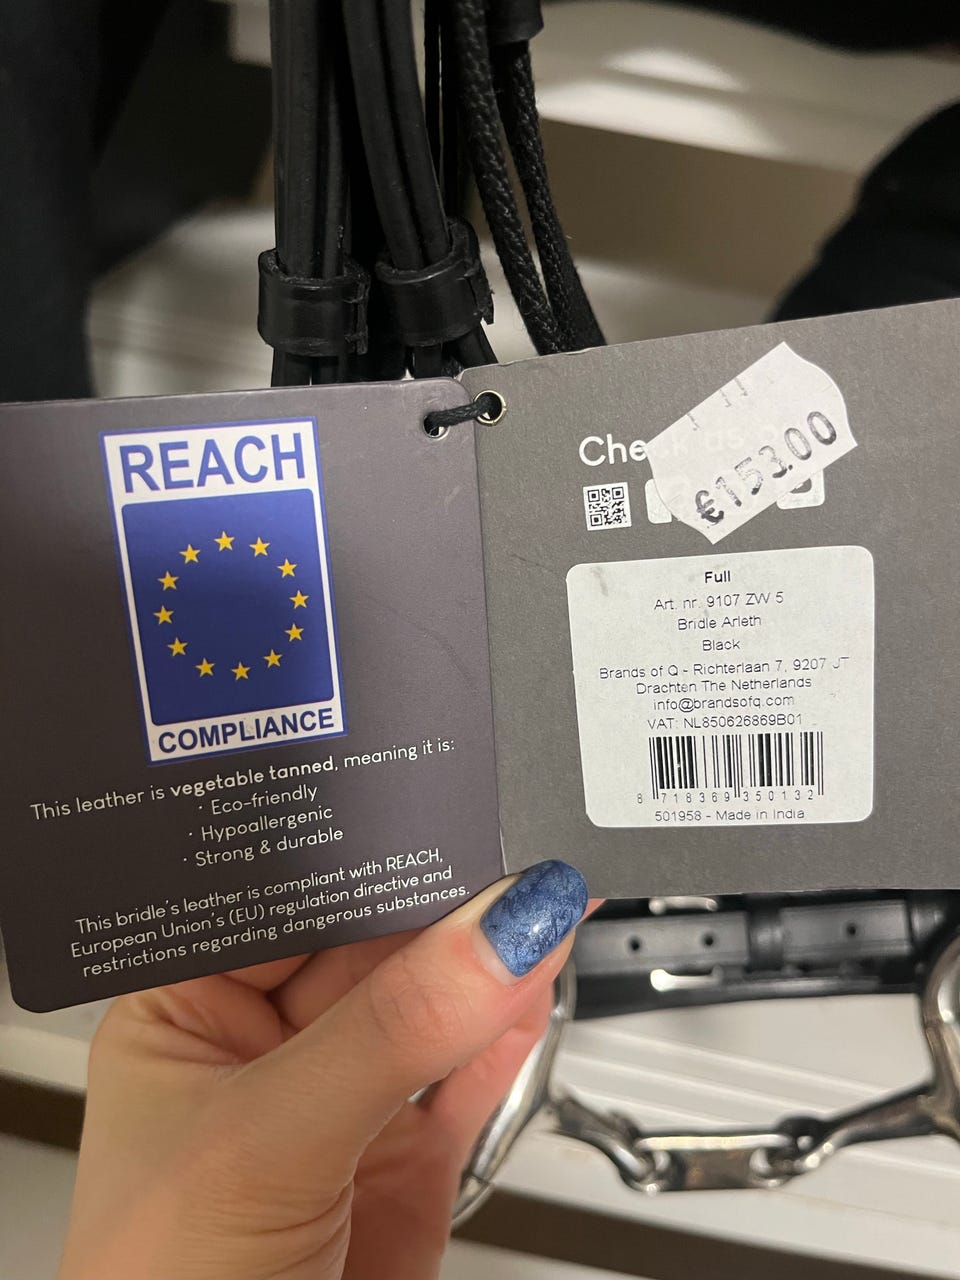 REACH
COMPLIANCE
This leather is vegetable tanned, meaning it is:
· Eco-friendly
· Hypoallergenic
· Strong & durable
This bridle's leather is compliant with REACH,
European Union's (EU) regulation directive and
restrictions regarding dangerous substances.
Check us
€153.00
Full
Art. nr. 9107 ZW 5
Bridle Arleth
Black
Brands of Q - Richterlaan 7, 9207 JT
Drachten The Netherlands
info@brandsofq.com
VAT: NL850626869B01
8 718369 350132
501958 - Made in India